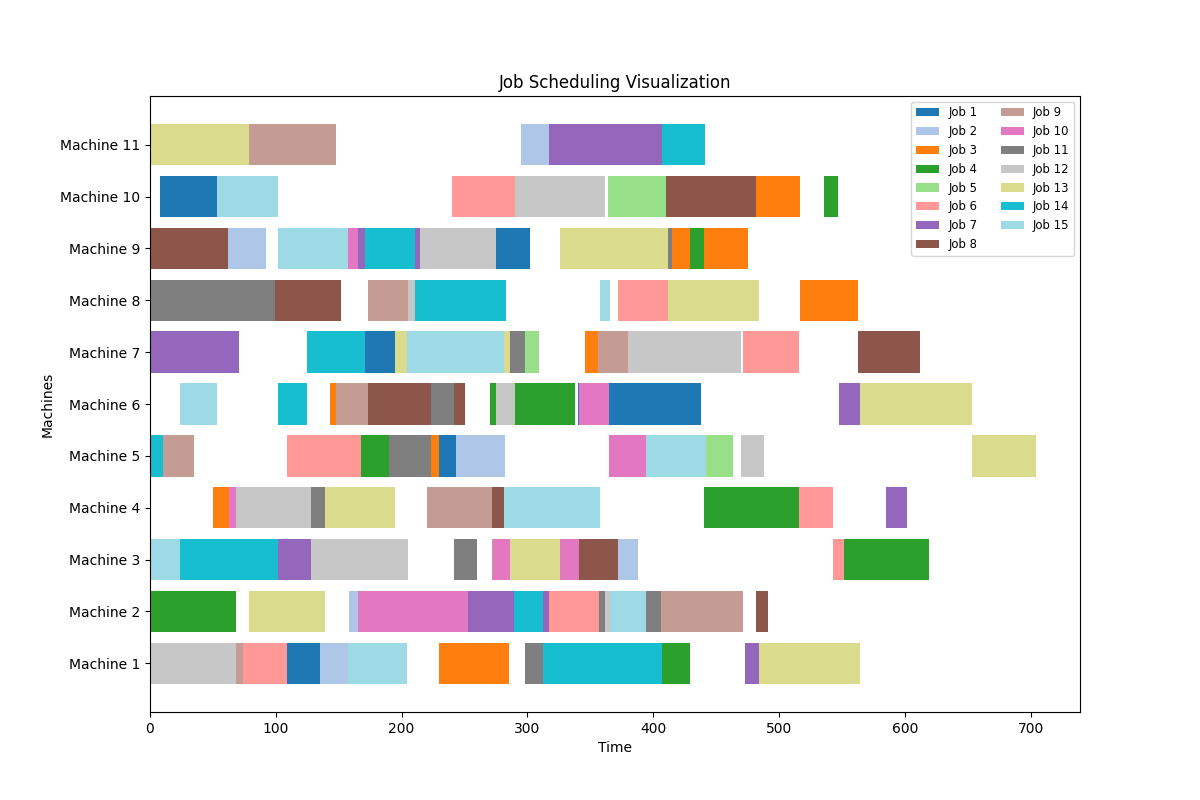 Job Scheduling Visualization
Machines
Machine 11
Machine 10
Machine 9
Machine 8
Machine 7
Machine 6
Machine 5
Machine 4
Machine 3
Machine 2
Machine 1
0 100 200 300 400 500 600 700
Time
Job 1
Job 2
Job 3
Job 4
Job 5
Job 6
Job 7
Job 8
Job 9
Job 10
Job 11
Job 12
Job 13
Job 14
Job 15